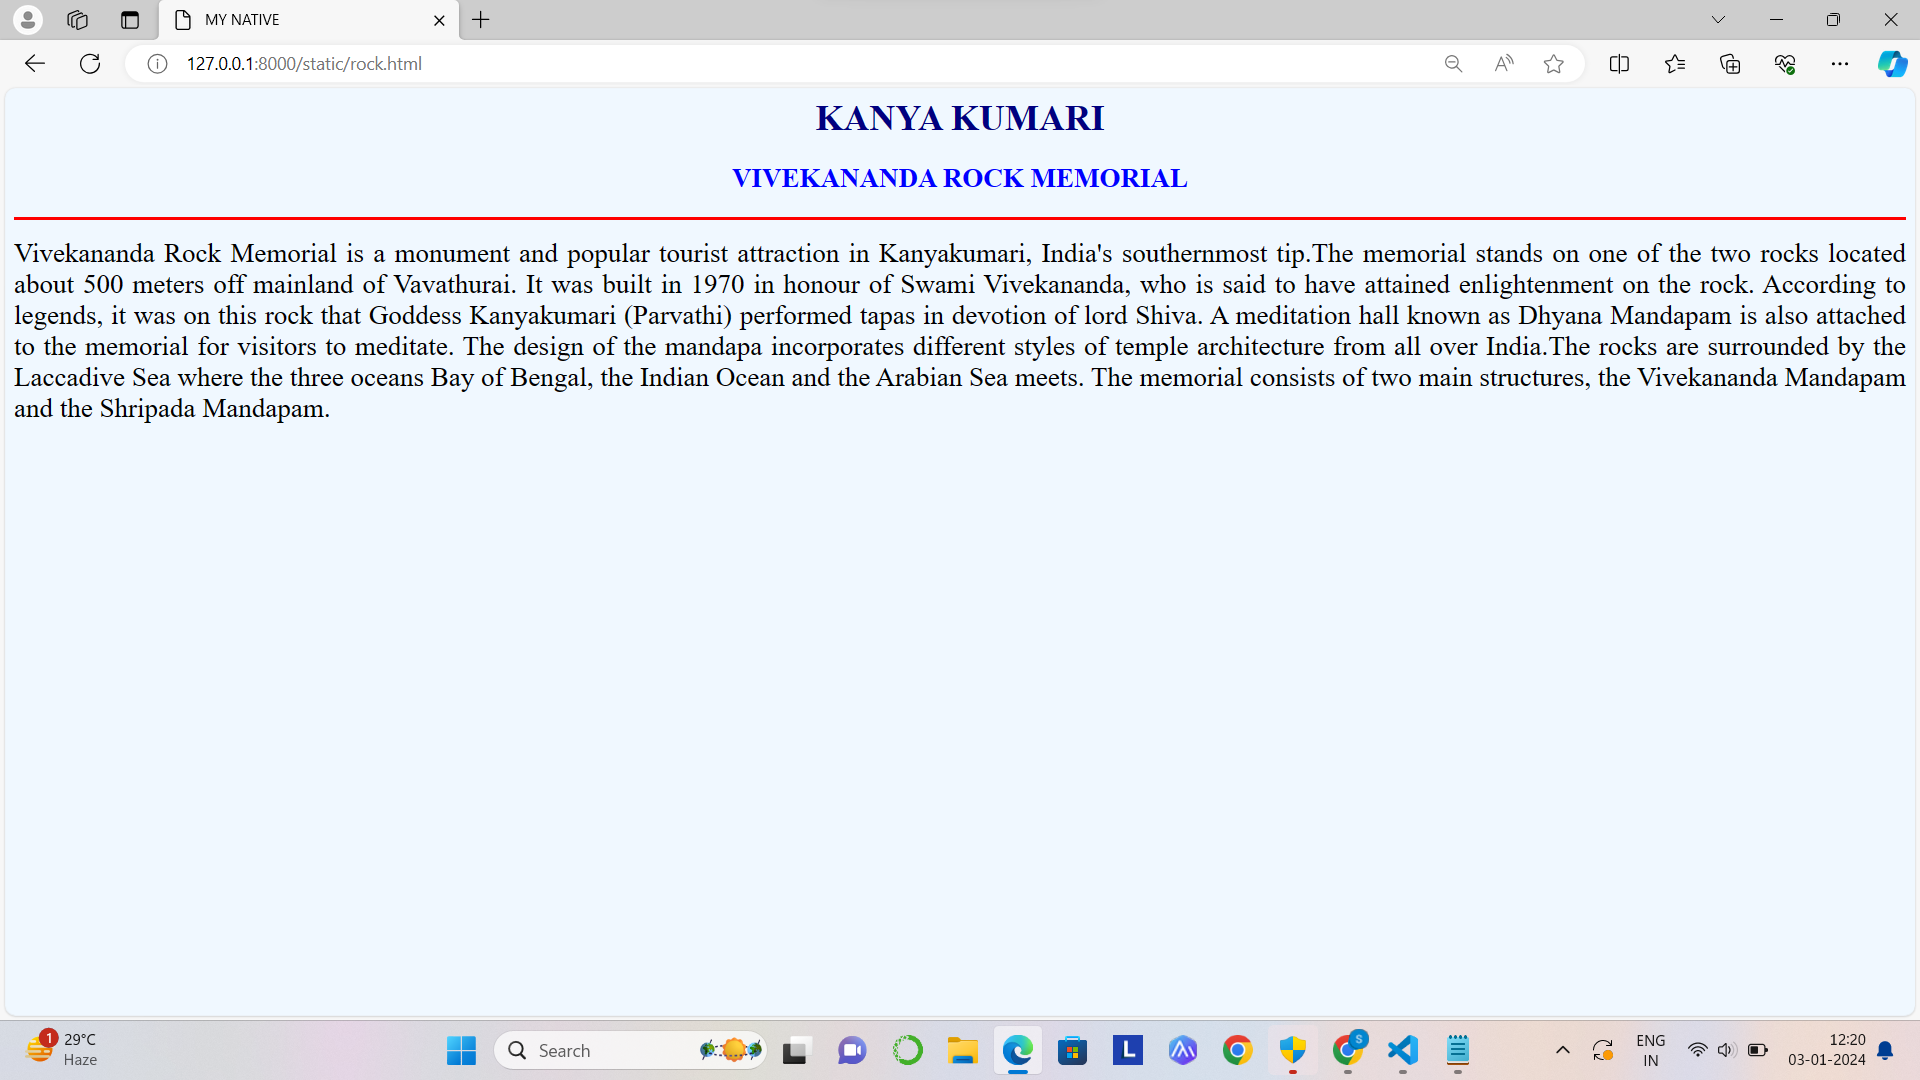 MY NATIVE
127.0.0.1:8000/static/rock.html
KANYA KUMARI
VIVEKANANDA ROCK MEMORIAL
Vivekananda Rock Memorial is a monument and popular tourist attraction in Kanyakumari, India's southernmost tip.The memorial stands on one of the two rocks located
about 500 meters off mainland of Vavathurai. It was built in 1970 in honour of Swami Vivekananda, who is said to have attained enlightenment on the rock. According to
legends, it was on this rock that Goddess Kanyakumari (Parvathi) performed tapas in devotion of lord Shiva. A meditation hall known as Dhyana Mandapam is also attached
to the memorial for visitors to meditate. The design of the mandapa incorporates different styles of temple architecture from all over India.The rocks are surrounded by the
Laccadive Sea where the three oceans Bay of Bengal, the Indian Ocean and the Arabian Sea meets. The memorial consists of two main structures, the Vivekananda Mandapam
and the Shripada Mandapam.
1
29°C
Haze
Search
L
S
ENG
IN
12:20
03-01-2024